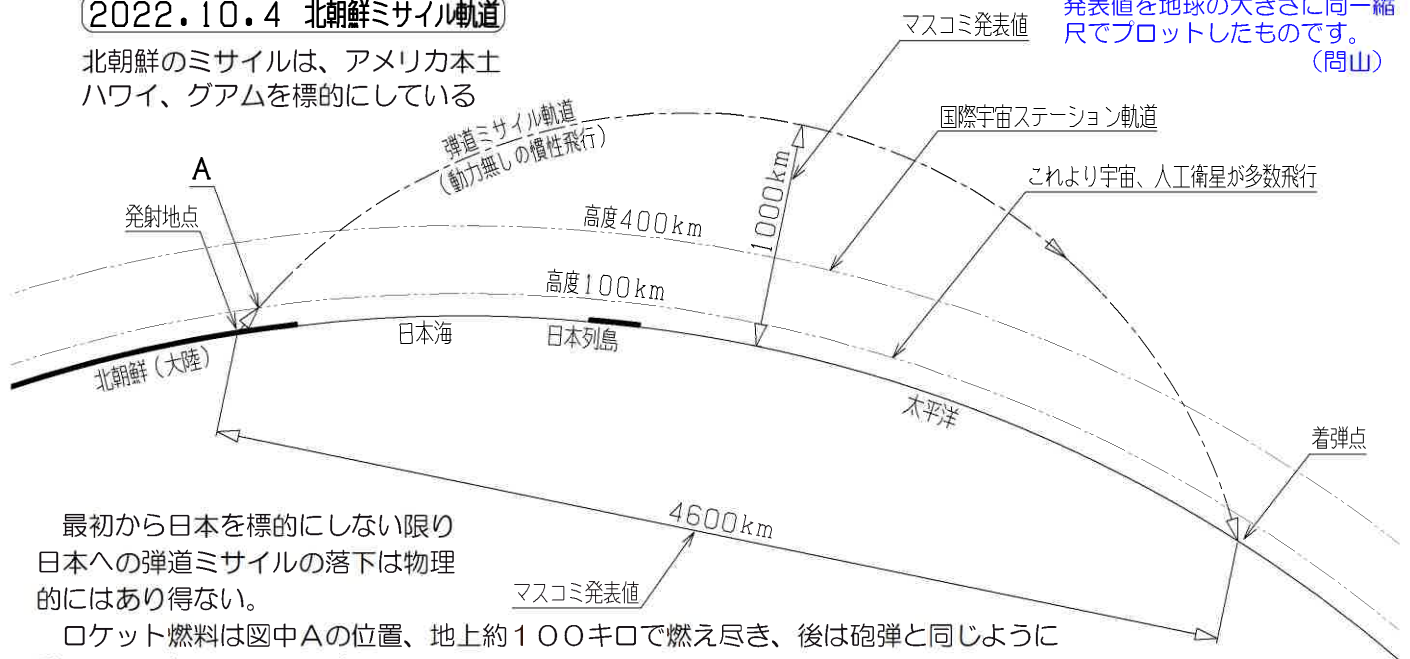 2022.10.4 北朝鮮ミサイル軌道
北朝鮮のミサイルは、アメリカ本土
ハワイ、グアムを標的にしている
マスコミ発表値
発表値を地球の大きさに同一縮
尺でプロットしたものです。
(問山)
弾道ミサイル軌道
(動力無しの慣性飛行)
国際宇宙ステーション軌道
これより宇宙、人工衛星が多数飛行
A
発射地点
1000km
高度400km
高度100km
北朝鮮(大陸)
日本海
日本列島
太平洋
着弾点
4600km
マスコミ発表値
最初から日本を標的にしない限り
日本への弾道ミサイルの落下は物理
的にはあり得ない。
ロケット燃料は図中Aの位置、地上約100キロで燃え尽き、後は砲弾と同じように